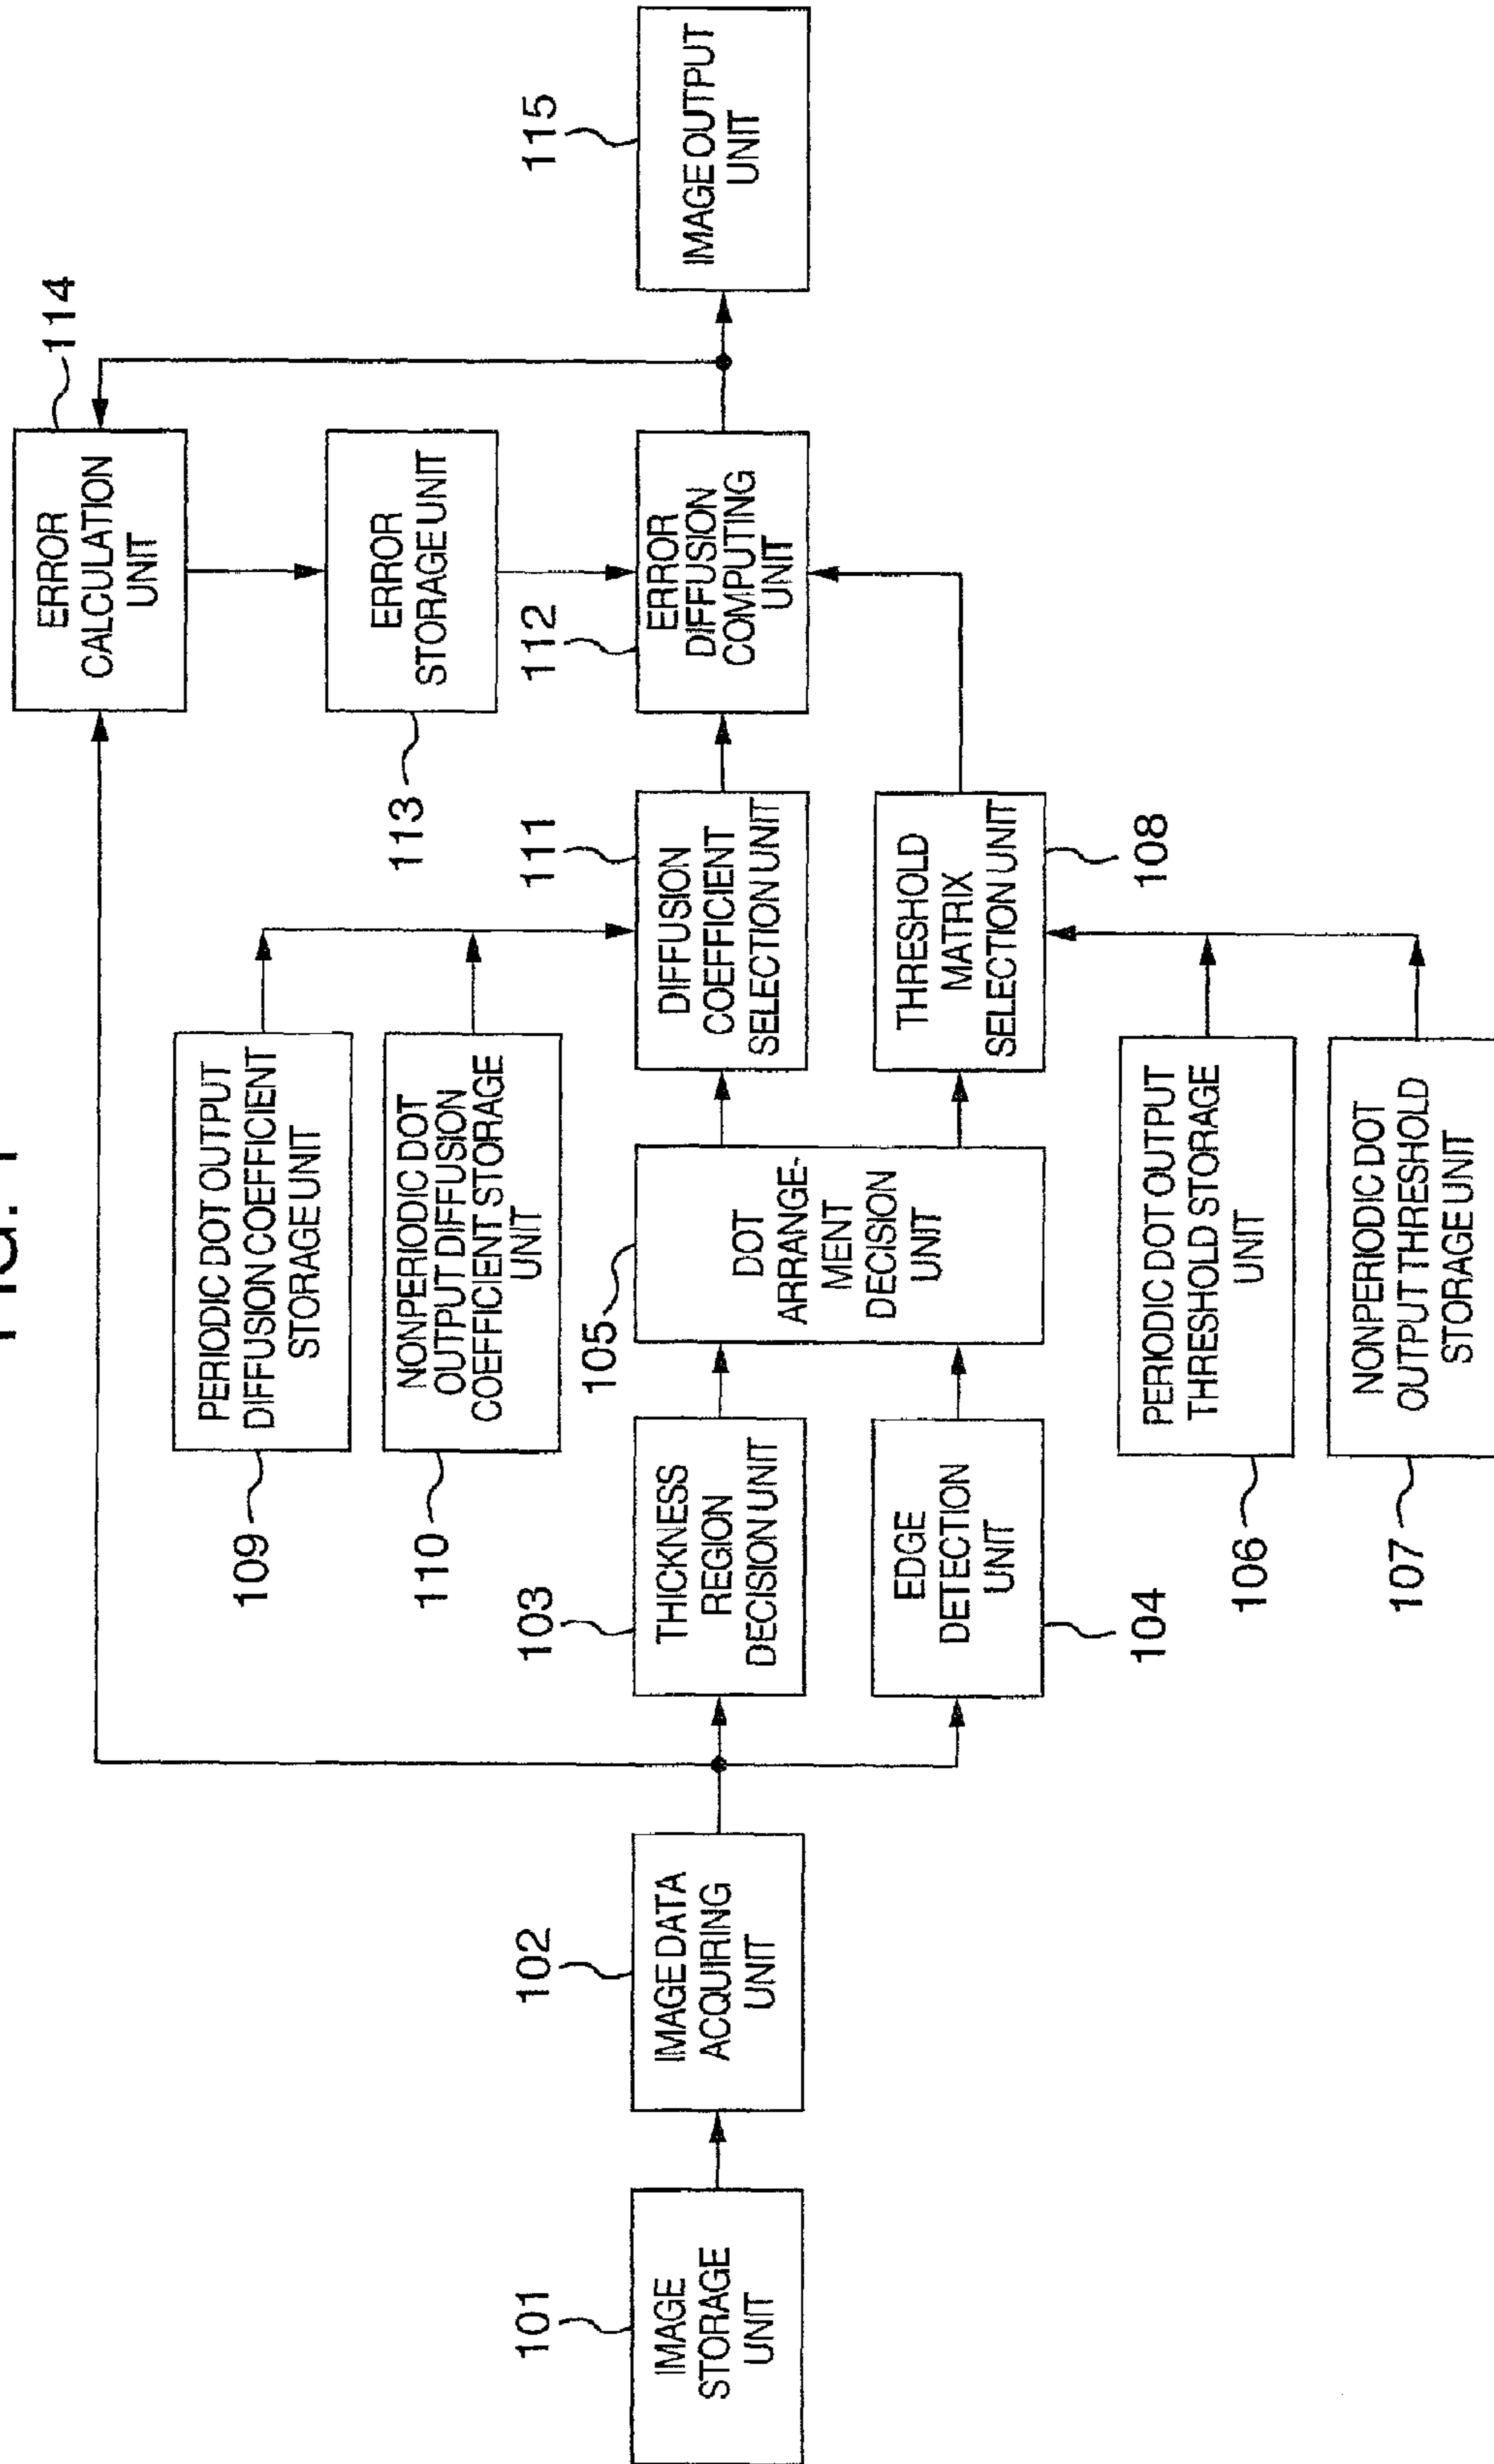 FIG. 1
101
IMAGE
STORAGE
UNIT
102
IMAGE DATA
ACQUIRING
UNIT
103
THICKNESS
REGION
DECISION UNIT
EDGE
DETECTION
UNIT
104
105
DOT
ARRANGE-
MENT
DECISION
UNIT
109
PERIODIC DOT OUTPUT
DIFFUSION COEFFICIENT
STORAGE UNIT
110
NONPERIODIC DOT
OUTPUT DIFFUSION
COEFFICIENT STORAGE
UNIT
PERIODIC DOT OUTPUT
THRESHOLD STORAGE
UNIT
106
NONPERIODIC DOT
OUTPUT THRESHOLD
STORAGE UNIT
107
111
DIFFUSION
COEFFICIENT
SELECTION UNIT
THRESHOLD
MATRIX
SELECTION UNIT
108
114
ERROR
CALCULATION
UNIT
ERROR
STORAGE UNIT
113
112
ERROR
DIFFUSION
COMPUTING
UNIT
115
IMAGE OUTPUT
UNIT